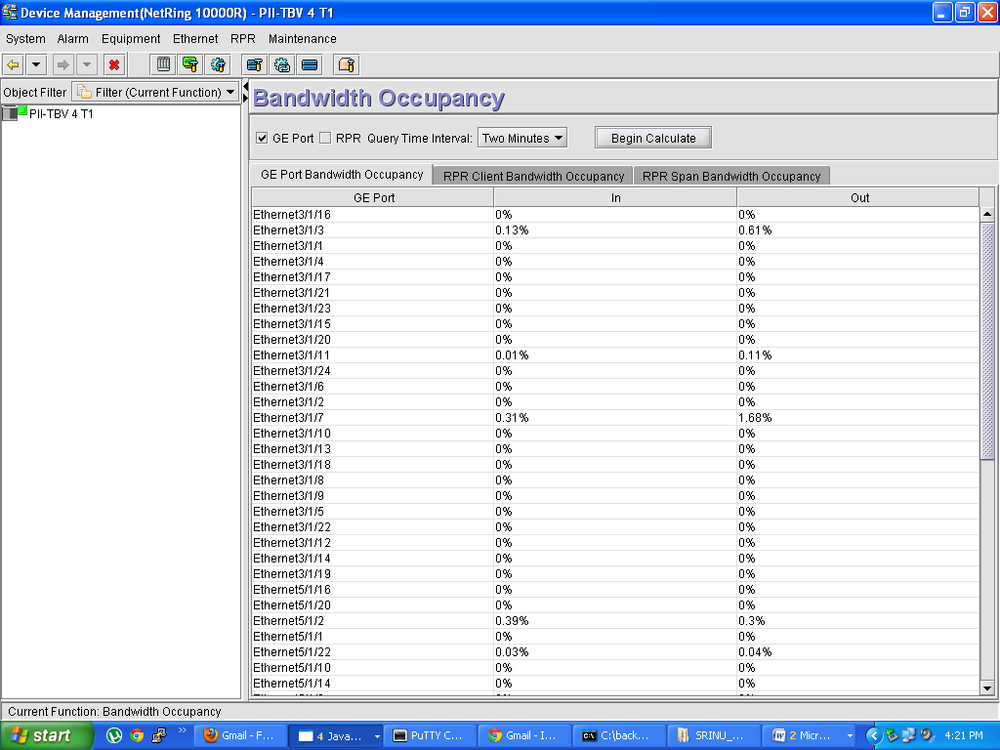 Device Management(NetRing 10000R) - PII-TBV 4 T1
System Alarm Equipment Ethernet RPR Maintenance
Object Filter Filter (Current Function)
PII-TBV 4 T1
Bandwidth Occupancy
GE Port RPR Query Time Interval: Two Minutes Begin Calculate
GE Port Bandwidth Occupancy RPR Client Bandwidth Occupancy RPR Span Bandwidth Occupancy
GE Port In Out
Ethernet3/1/16 0% 0%
Ethernet3/1/3 0.13% 0.61%
Ethernet3/1/1 0% 0%
Ethernet3/1/4 0% 0%
Ethernet3/1/17 0% 0%
Ethernet3/1/21 0% 0%
Ethernet3/1/23 0% 0%
Ethernet3/1/15 0% 0%
Ethernet3/1/20 0% 0%
Ethernet3/1/11 0.01% 0.11%
Ethernet3/1/24 0% 0%
Ethernet3/1/6 0% 0%
Ethernet3/1/2 0% 0%
Ethernet3/1/7 0.31% 1.68%
Ethernet3/1/10 0% 0%
Ethernet3/1/13 0% 0%
Ethernet3/1/18 0% 0%
Ethernet3/1/8 0% 0%
Ethernet3/1/9 0% 0%
Ethernet3/1/5 0% 0%
Ethernet3/1/22 0% 0%
Ethernet3/1/12 0% 0%
Ethernet3/1/14 0% 0%
Ethernet3/1/19 0% 0%
Ethernet5/1/16 0% 0%
Ethernet5/1/20 0% 0%
Ethernet5/1/2 0.39% 0.3%
Ethernet5/1/1 0% 0%
Ethernet5/1/22 0.03% 0.04%
Ethernet5/1/10 0% 0%
Ethernet5/1/14 0% 0%
Current Function: Bandwidth Occupancy
start Gmail - F... 4 Java... PuTTY C... Gmail - I... C:\back... SRINU_... 2 Micr... 4:21 PM